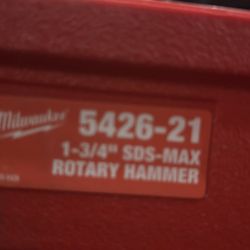 Milwaukee
5426-21
1-3/4" SDS-MAX
ROTARY HAMMER